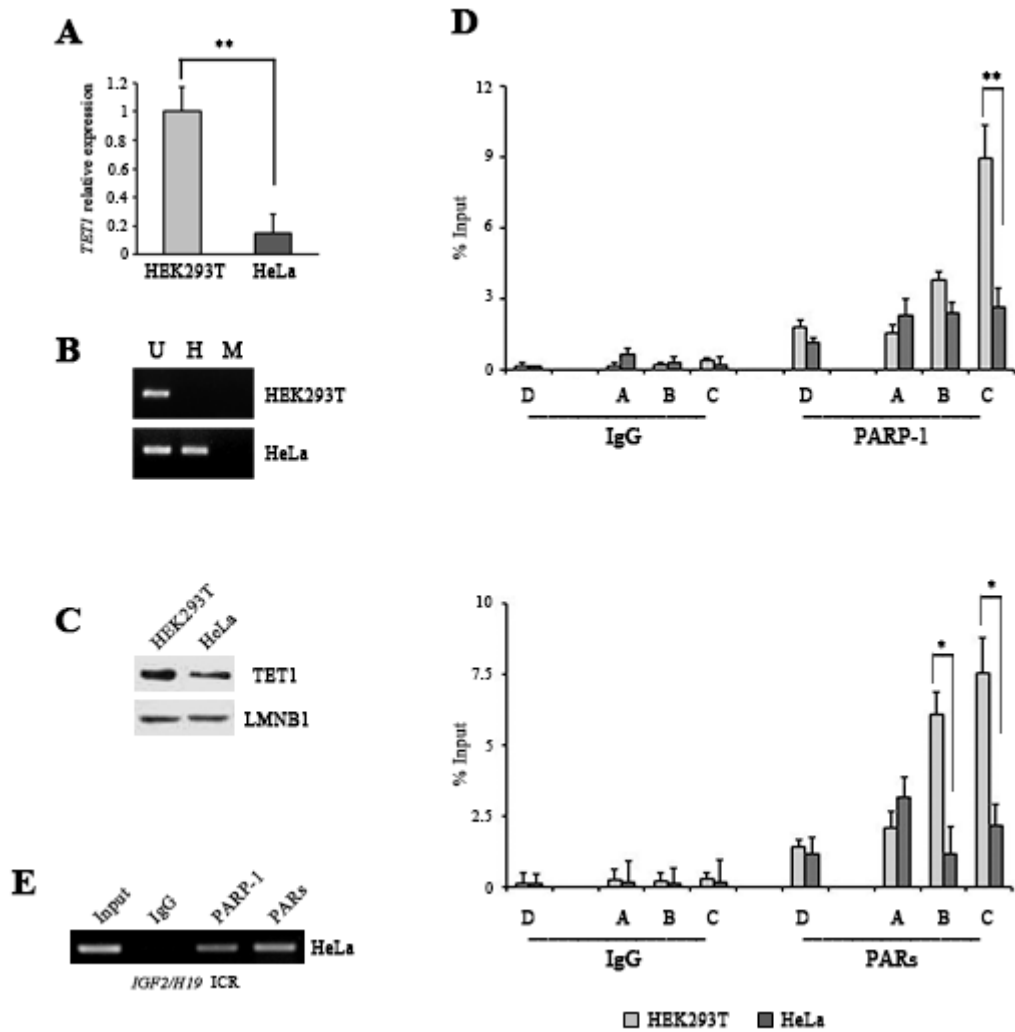 A
**
TET1 relative expression
1.2
1
0.8
0.6
0.4
0.2
0
HEK293T HeLa
B
U H M
HEK293T
HeLa
C
HEK293T HeLa
TET1
LMNB1
E
Input IgG PARP-1 PARs
HeLa
IGF2/H19 ICR
D
**
% Input
12
9
6
3
0
D A B C D A B C
IgG PARP-1
*
*
% Input
10
7.5
5
2.5
0
D A B C D A B C
IgG PARs
HEK293T HeLa